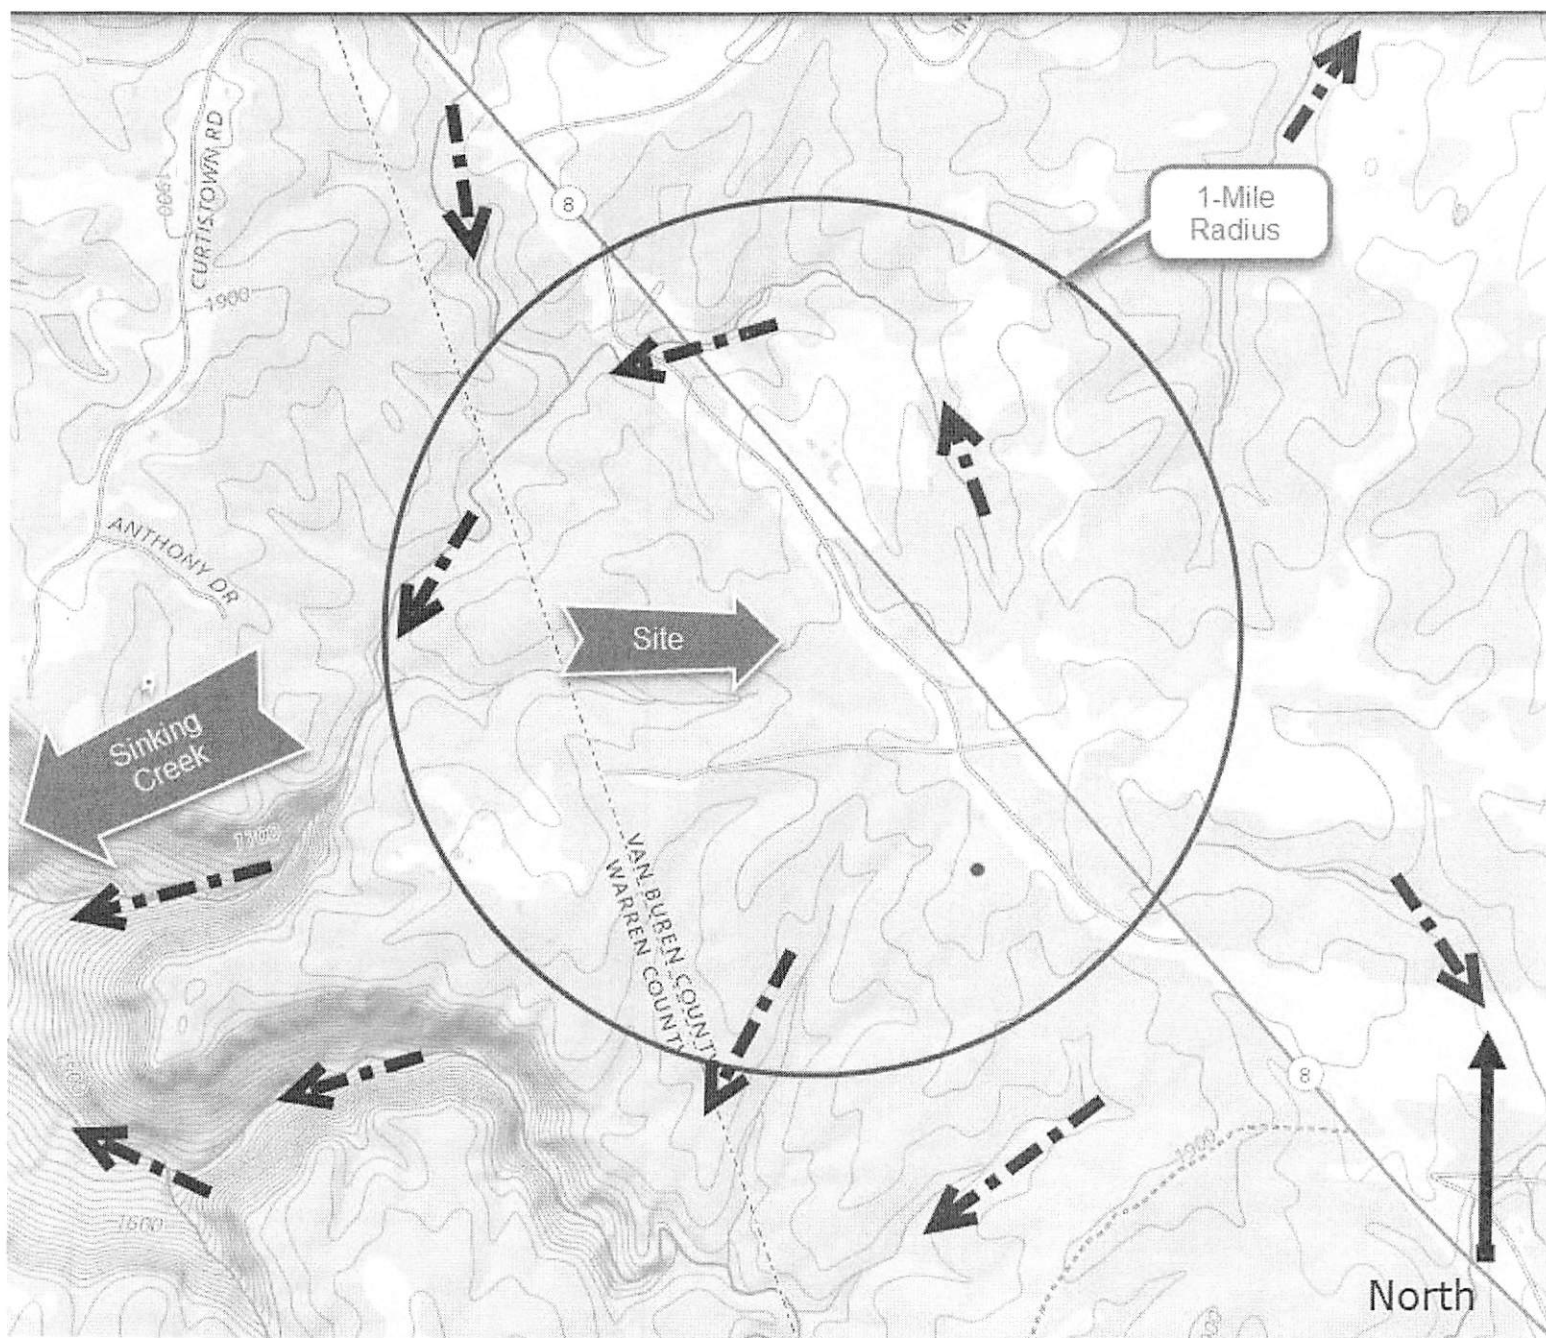 CURTISTOWN RD
1900
1900
8
1-Mile
Radius
ANTHONY DR
Site
Sinking
Creek
VAN BUREN COUNTY
WARREN COUNTY
8
1900
1600
North